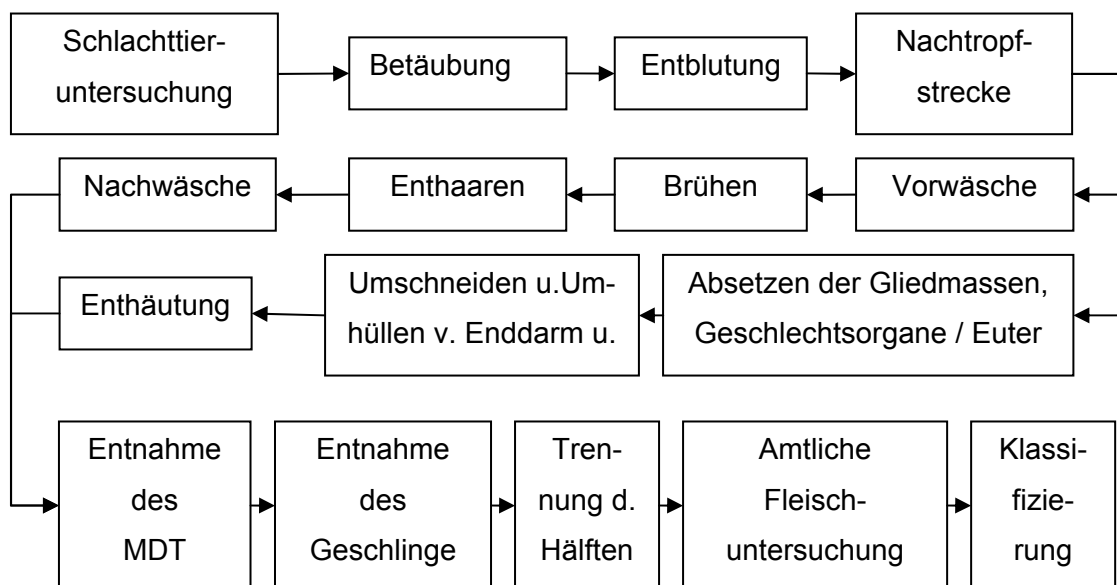 Schlachttier-
untersuchung
Betäubung
Entblutung
Nachtropf-
strecke
Nachwäsche
Enthaaren
Brühen
Vorwäsche
Enthäutung
Umschneiden u.Um-
hüllen v. Enddarm u.
Absetzen der Gliedmassen,
Geschlechtsorgane / Euter
Entnahme
des
MDT
Entnahme
des
Geschlinge
Tren-
nung d.
Hälften
Amtliche
Fleisch-
untersuchung
Klassi-
fizie-
rung